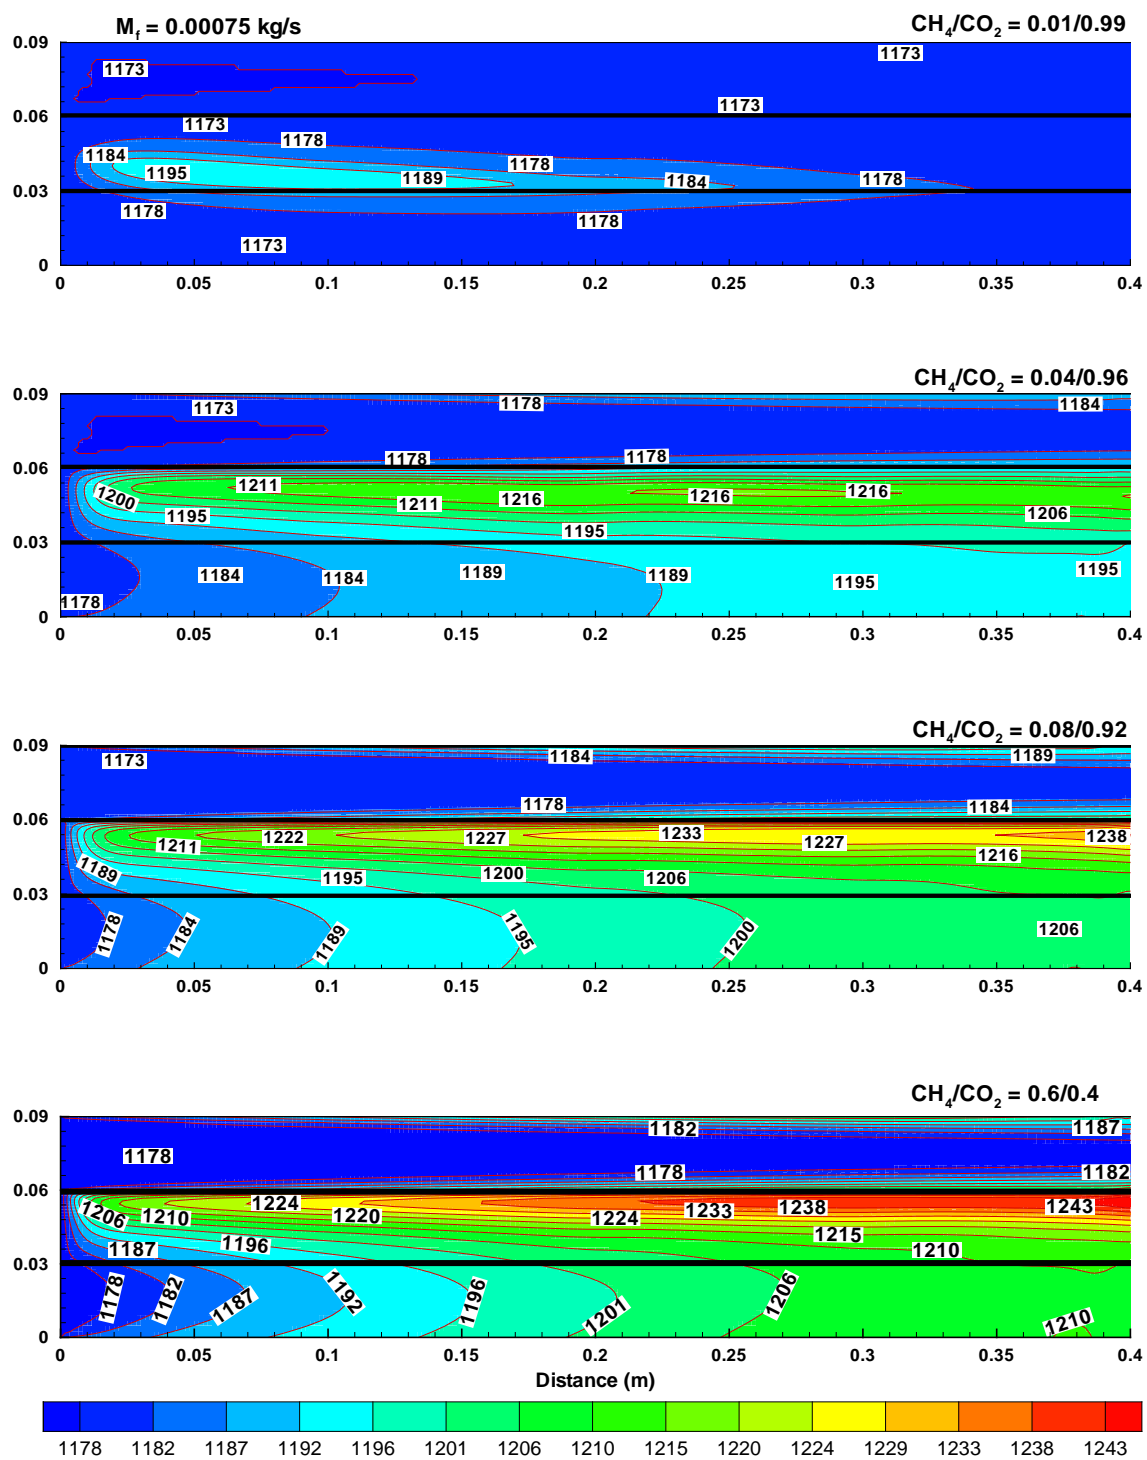 M_f = 0.00075 kg/s CH₄/CO₂ = 0.01/0.99
0.09
1173 1173
0.06 1173
1173
1178
1184 1178
1195 1189 1184 1178
0.03
1178 1178
1173
0
0 0.05 0.1 0.15 0.2 0.25 0.3 0.35 0.4
CH₄/CO₂ = 0.04/0.96
0.09
1173 1178 1184
1178 1178
0.06
1211 1216 1216
1200 1211 1216 1206
1195 1195
0.03
1184 1184 1189 1189 1195 1195
1178
0
0 0.05 0.1 0.15 0.2 0.25 0.3 0.35 0.4
CH₄/CO₂ = 0.08/0.92
0.09
1173 1184 1189
1178 1184
0.06
1211 1222 1227 1233 1227 1238
1189 1195 1200 1206 1216
0.03
1178 1184 1189 1195 1200 1206
0
0 0.05 0.1 0.15 0.2 0.25 0.3 0.35 0.4
CH₄/CO₂ = 0.6/0.4
0.09
1182 1187
1178 1178 1182
0.06
1206 1210 1224 1220 1224 1233 1238 1243
1187 1196 1215 1210
0.03
1178 1182 1187 1192 1196 1201 1206 1210
0
0 0.05 0.1 0.15 0.2 0.25 0.3 0.35 0.4
Distance (m)
1178 1182 1187 1192 1196 1201 1206 1210 1215 1220 1224 1229 1233 1238 1243